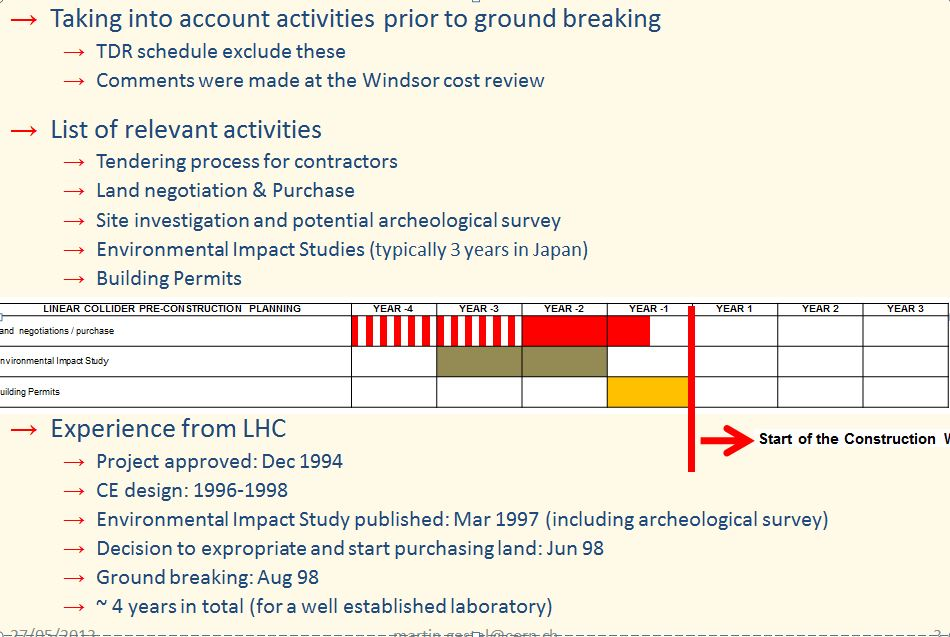 → Taking into account activities prior to ground breaking
→ TDR schedule exclude these
→ Comments were made at the Windsor cost review
→ List of relevant activities
→ Tendering process for contractors
→ Land negotiation & Purchase
→ Site investigation and potential archeological survey
→ Environmental Impact Studies (typically 3 years in Japan)
→ Building Permits
LINEAR COLLIDER PRE-CONSTRUCTION PLANNING YEAR -4 YEAR -3 YEAR -2 YEAR -1 YEAR 1 YEAR 2 YEAR 3
and negotiations / purchase
nvironmental Impact Study
uilding Permits
→ Experience from LHC
Start of the Construction W
→ Project approved: Dec 1994
→ CE design: 1996-1998
→ Environmental Impact Study published: Mar 1997 (including archeological survey)
→ Decision to expropriate and start purchasing land: Jun 98
→ Ground breaking: Aug 98
→ ~ 4 years in total (for a well established laboratory)
27/05/2012 3